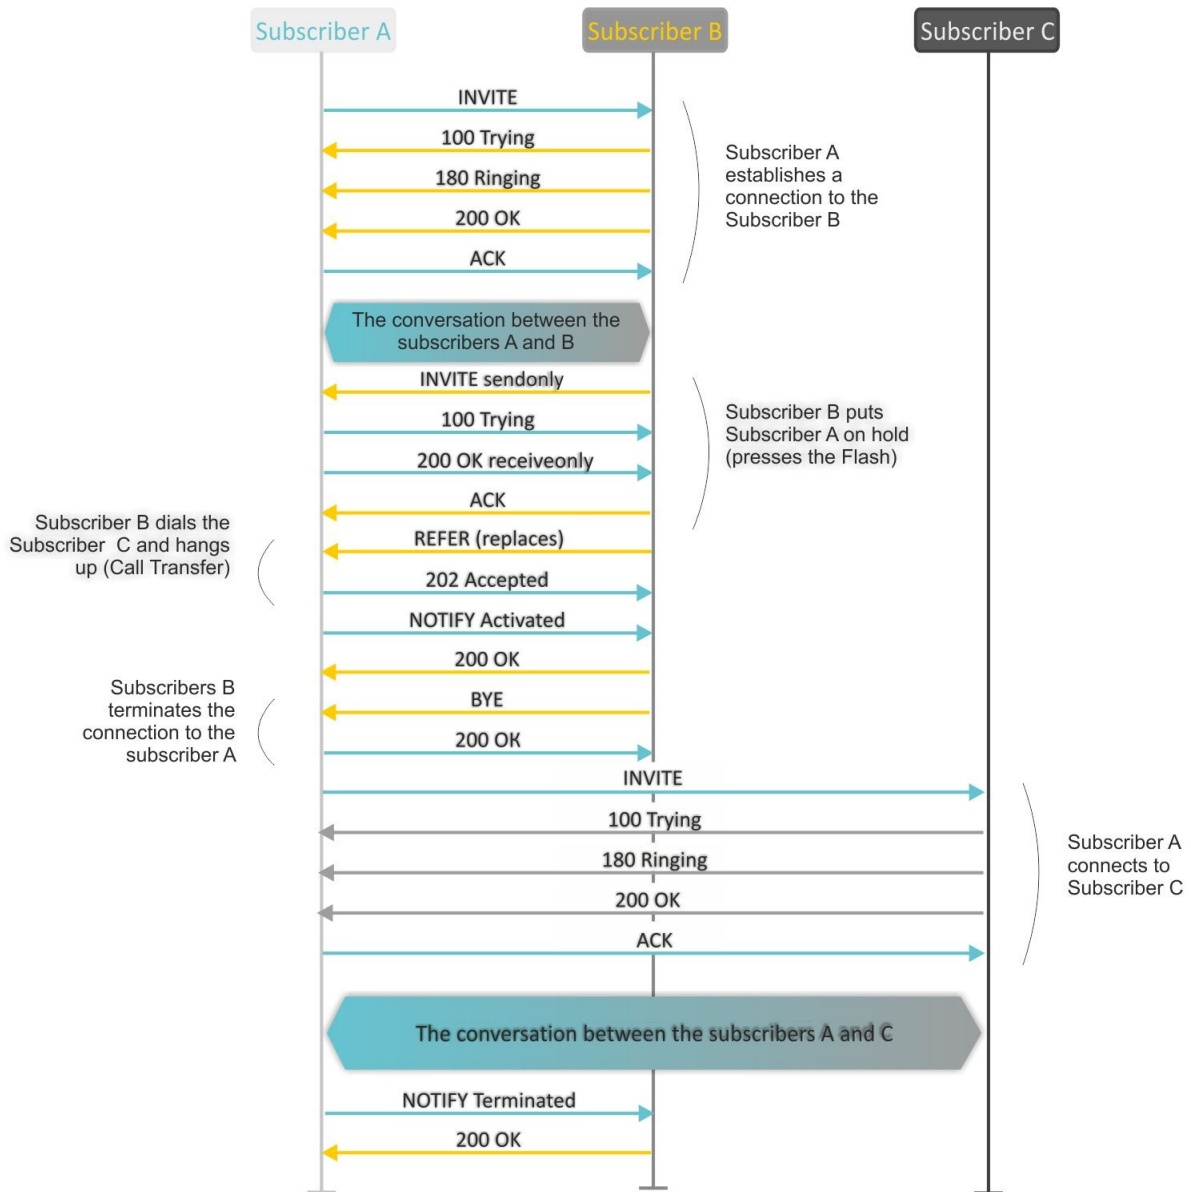 Subscriber A
Subscriber B
Subscriber C
INVITE
100 Trying
180 Ringing
200 OK
ACK
Subscriber A
establishes a
connection to the
Subscriber B
The conversation between the
subscribers A and B
INVITE sendonly
100 Trying
200 OK receiveonly
ACK
Subscriber B puts
Subscriber A on hold
(presses the Flash)
Subscriber B dials the
Subscriber C and hangs
up (Call Transfer)
REFER (replaces)
202 Accepted
NOTIFY Activated
200 OK
Subscribers B
terminates the
connection to the
subscriber A
BYE
200 OK
INVITE
100 Trying
180 Ringing
200 OK
ACK
Subscriber A
connects to
Subscriber C
The conversation between the subscribers A and C
NOTIFY Terminated
200 OK